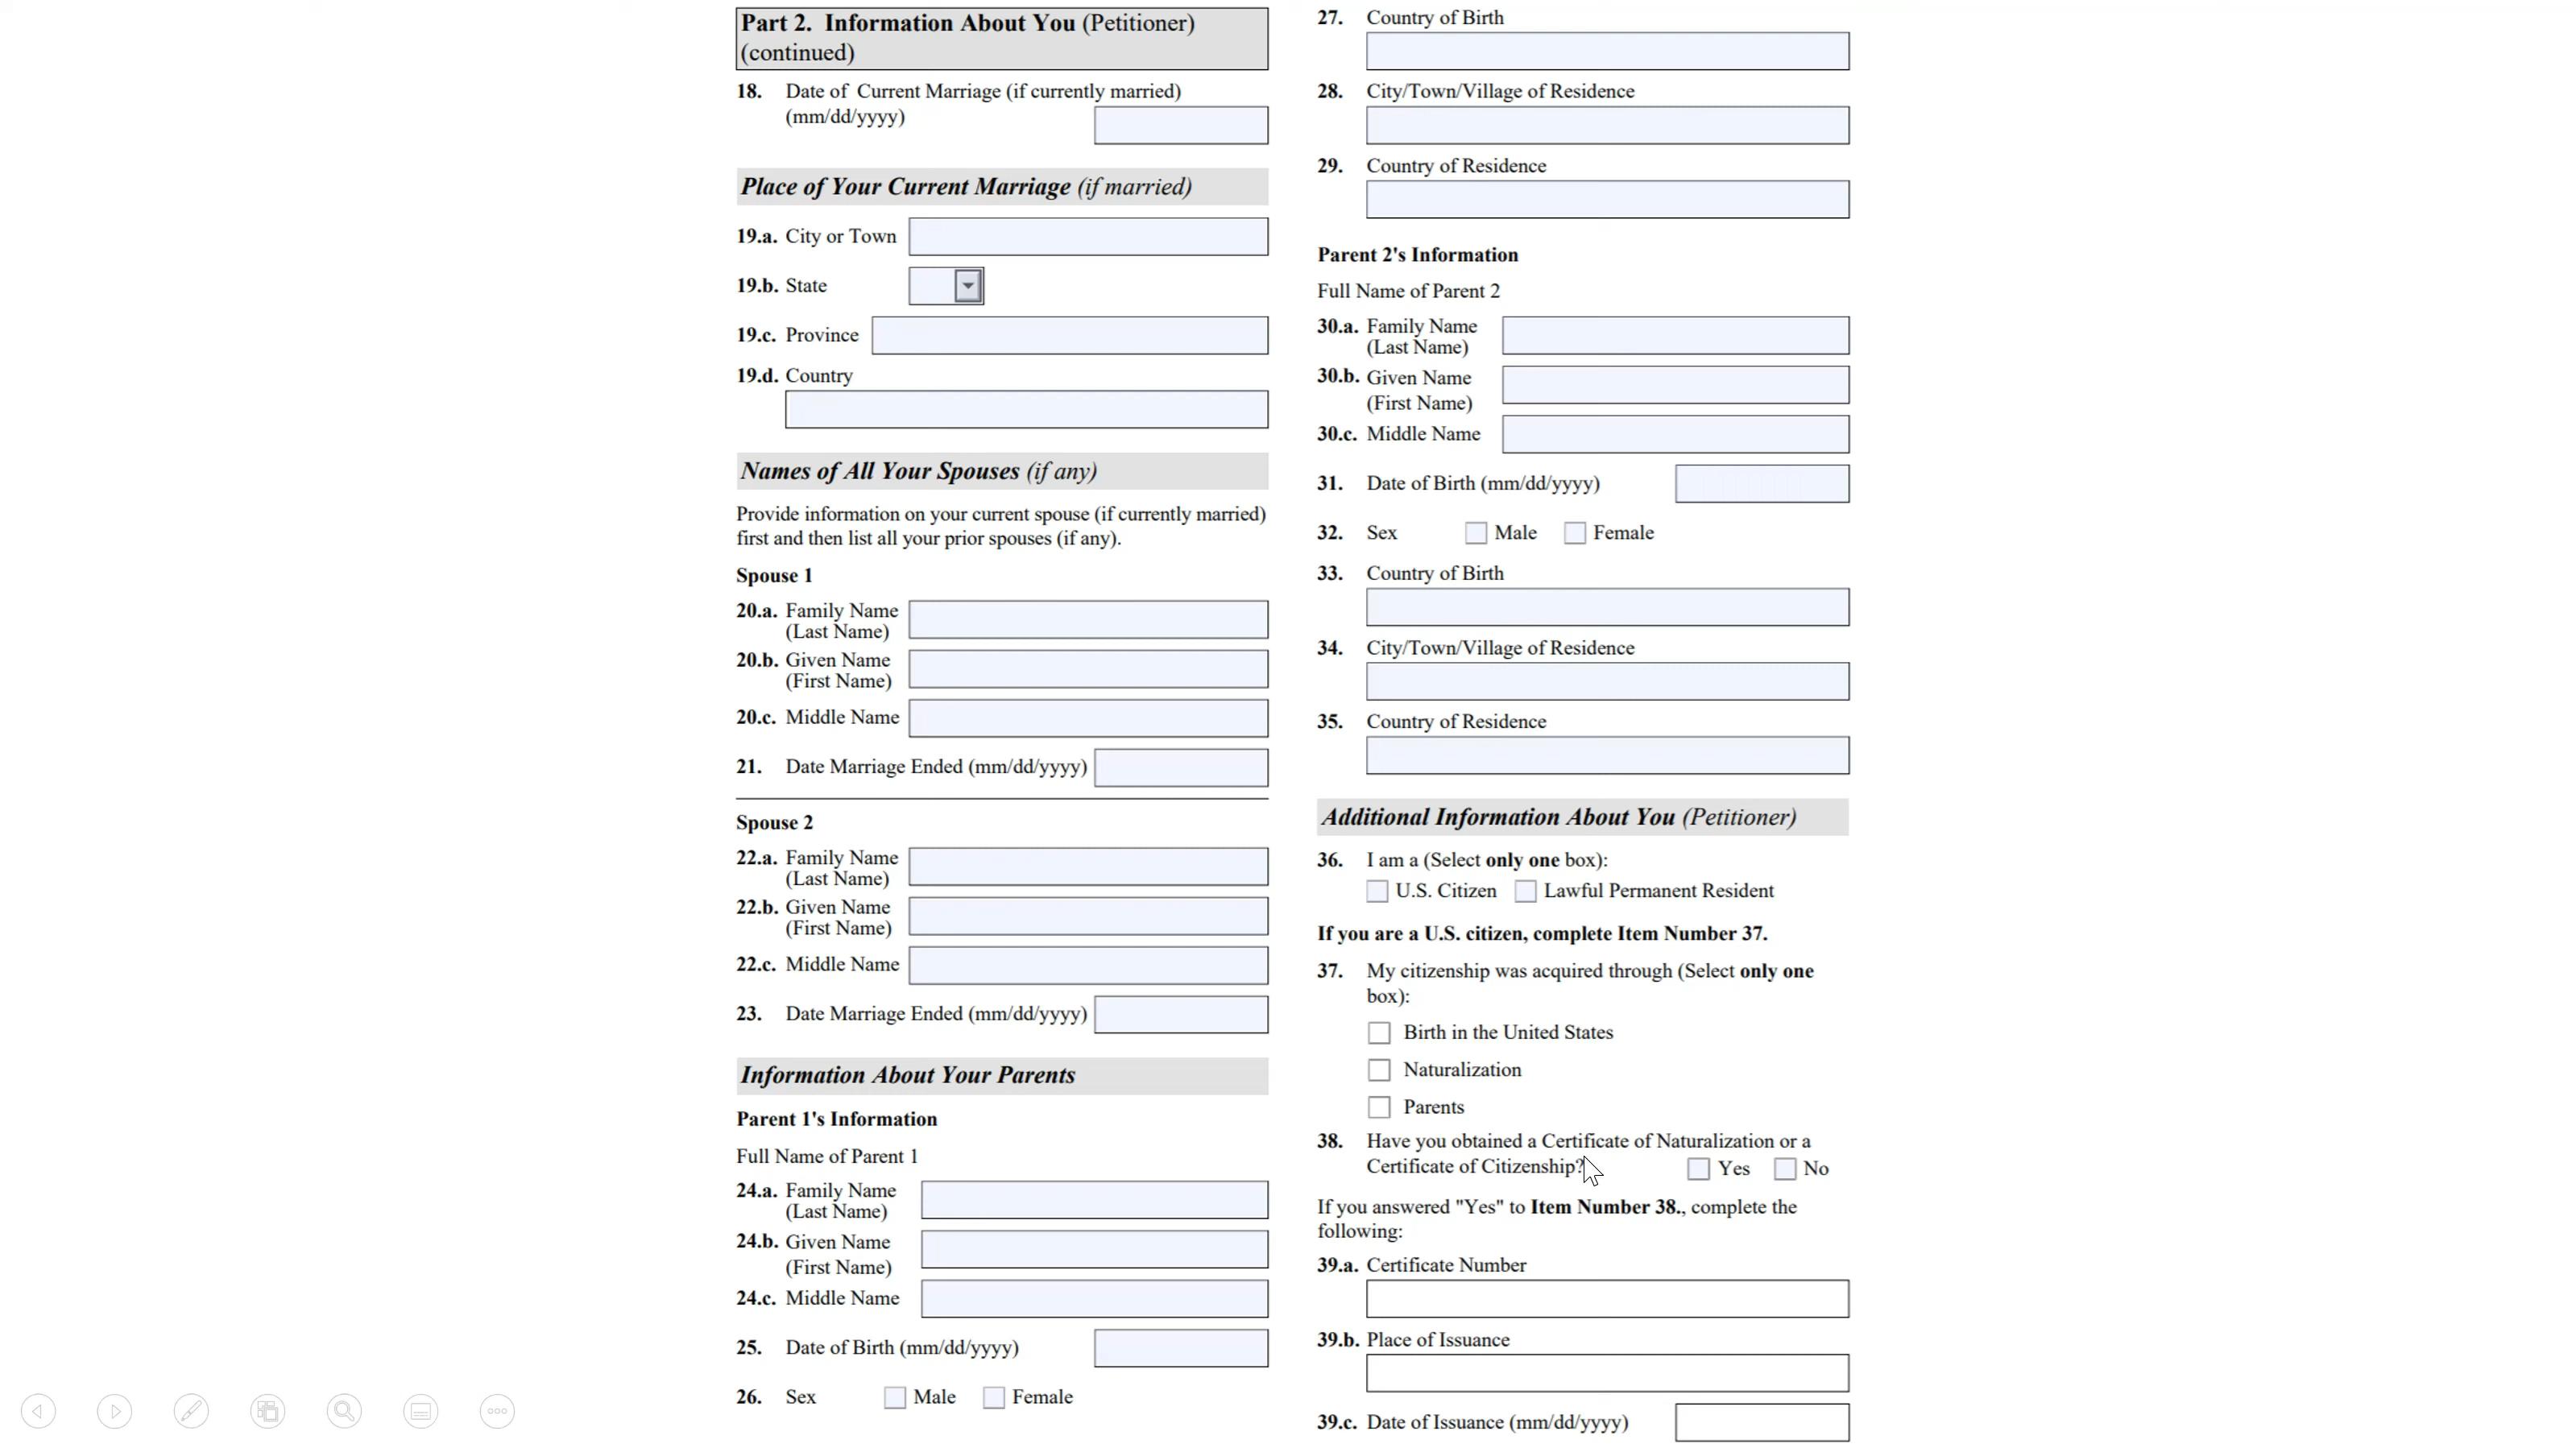 Part 2.  Information About You (Petitioner)
(continued)
18. Date of  Current Marriage (if currently married)
(mm/dd/yyyy)
Place of Your Current Marriage (if married)
19.a. City or Town
19.b. State
19.c. Province
19.d. Country
Names of All Your Spouses (if any)
Provide information on your current spouse (if currently married)
first and then list all your prior spouses (if any).
Spouse 1
20.a. Family Name
(Last Name)
20.b. Given Name
(First Name)
20.c. Middle Name
21. Date Marriage Ended (mm/dd/yyyy)
Spouse 2
22.a. Family Name
(Last Name)
22.b. Given Name
(First Name)
22.c. Middle Name
23. Date Marriage Ended (mm/dd/yyyy)
Information About Your Parents
Parent 1's Information
Full Name of Parent 1
24.a. Family Name
(Last Name)
24.b. Given Name
(First Name)
24.c. Middle Name
25. Date of Birth (mm/dd/yyyy)
26. Sex Male Female
27. Country of Birth
28. City/Town/Village of Residence
29. Country of Residence
Parent 2's Information
Full Name of Parent 2
30.a. Family Name
(Last Name)
30.b. Given Name
(First Name)
30.c. Middle Name
31. Date of Birth (mm/dd/yyyy)
32. Sex Male Female
33. Country of Birth
34. City/Town/Village of Residence
35. Country of Residence
Additional Information About You (Petitioner)
36. I am a (Select only one box):
U.S. Citizen Lawful Permanent Resident
If you are a U.S. citizen, complete Item Number 37.
37. My citizenship was acquired through (Select only one
box):
Birth in the United States
Naturalization
Parents
38. Have you obtained a Certificate of Naturalization or a
Certificate of Citizenship? Yes No
If you answered "Yes" to Item Number 38., complete the
following:
39.a. Certificate Number
39.b. Place of Issuance
39.c. Date of Issuance (mm/dd/yyyy)